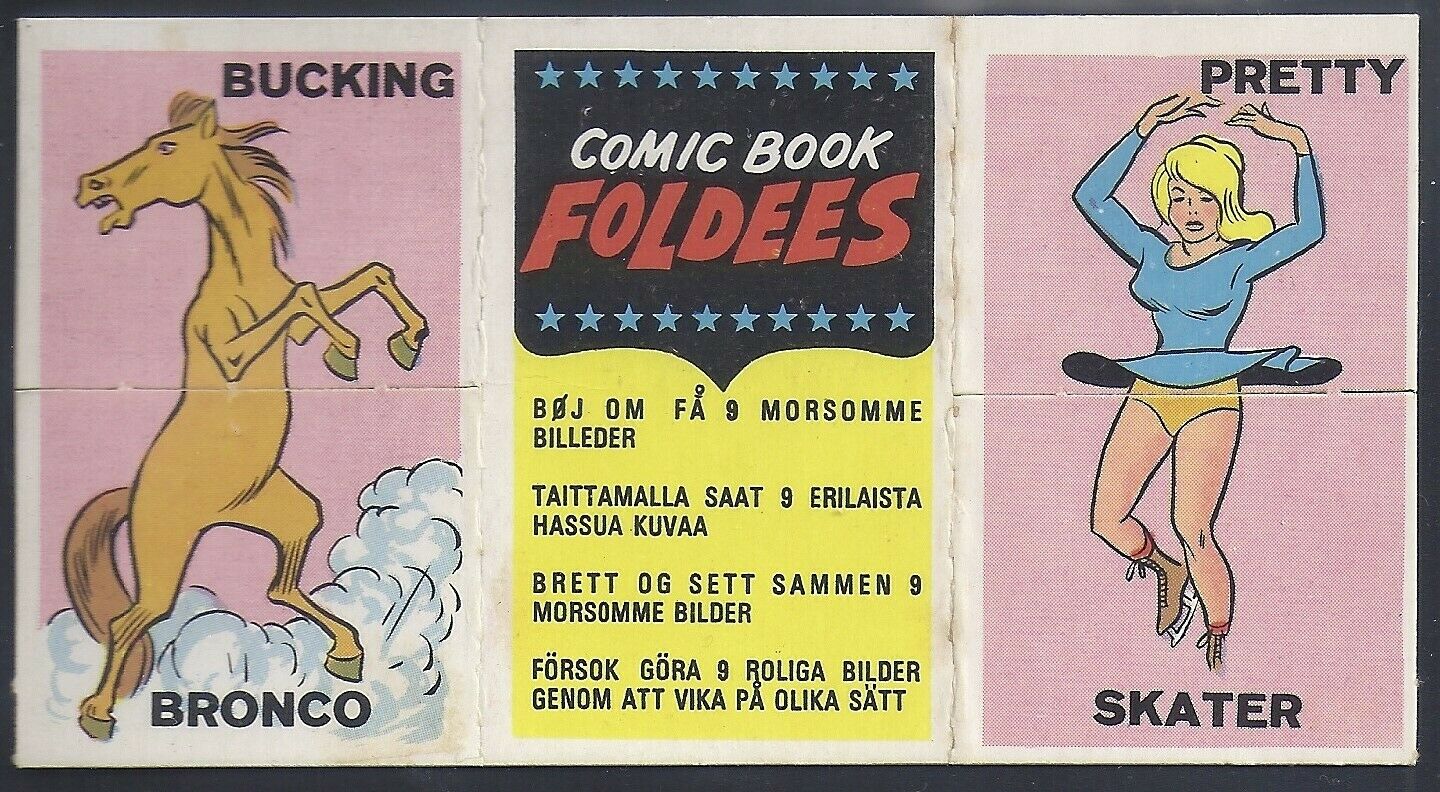 BUCKING
BRONCO
COMIC BOOK
FOLDEES
BØJ OM FÅ 9 MORSOMME
BILLEDER
TAITTAMALLA SAAT 9 ERILAISTA
HASSUA KUVAA
BRETT OG SETT SAMMEN 9
MORSOMME BILDER
FÖRSOK GÖRA 9 ROLIGA BILDER
GENOM ATT VIKA PÅ OLIKA SÄTT
PRETTY
SKATER